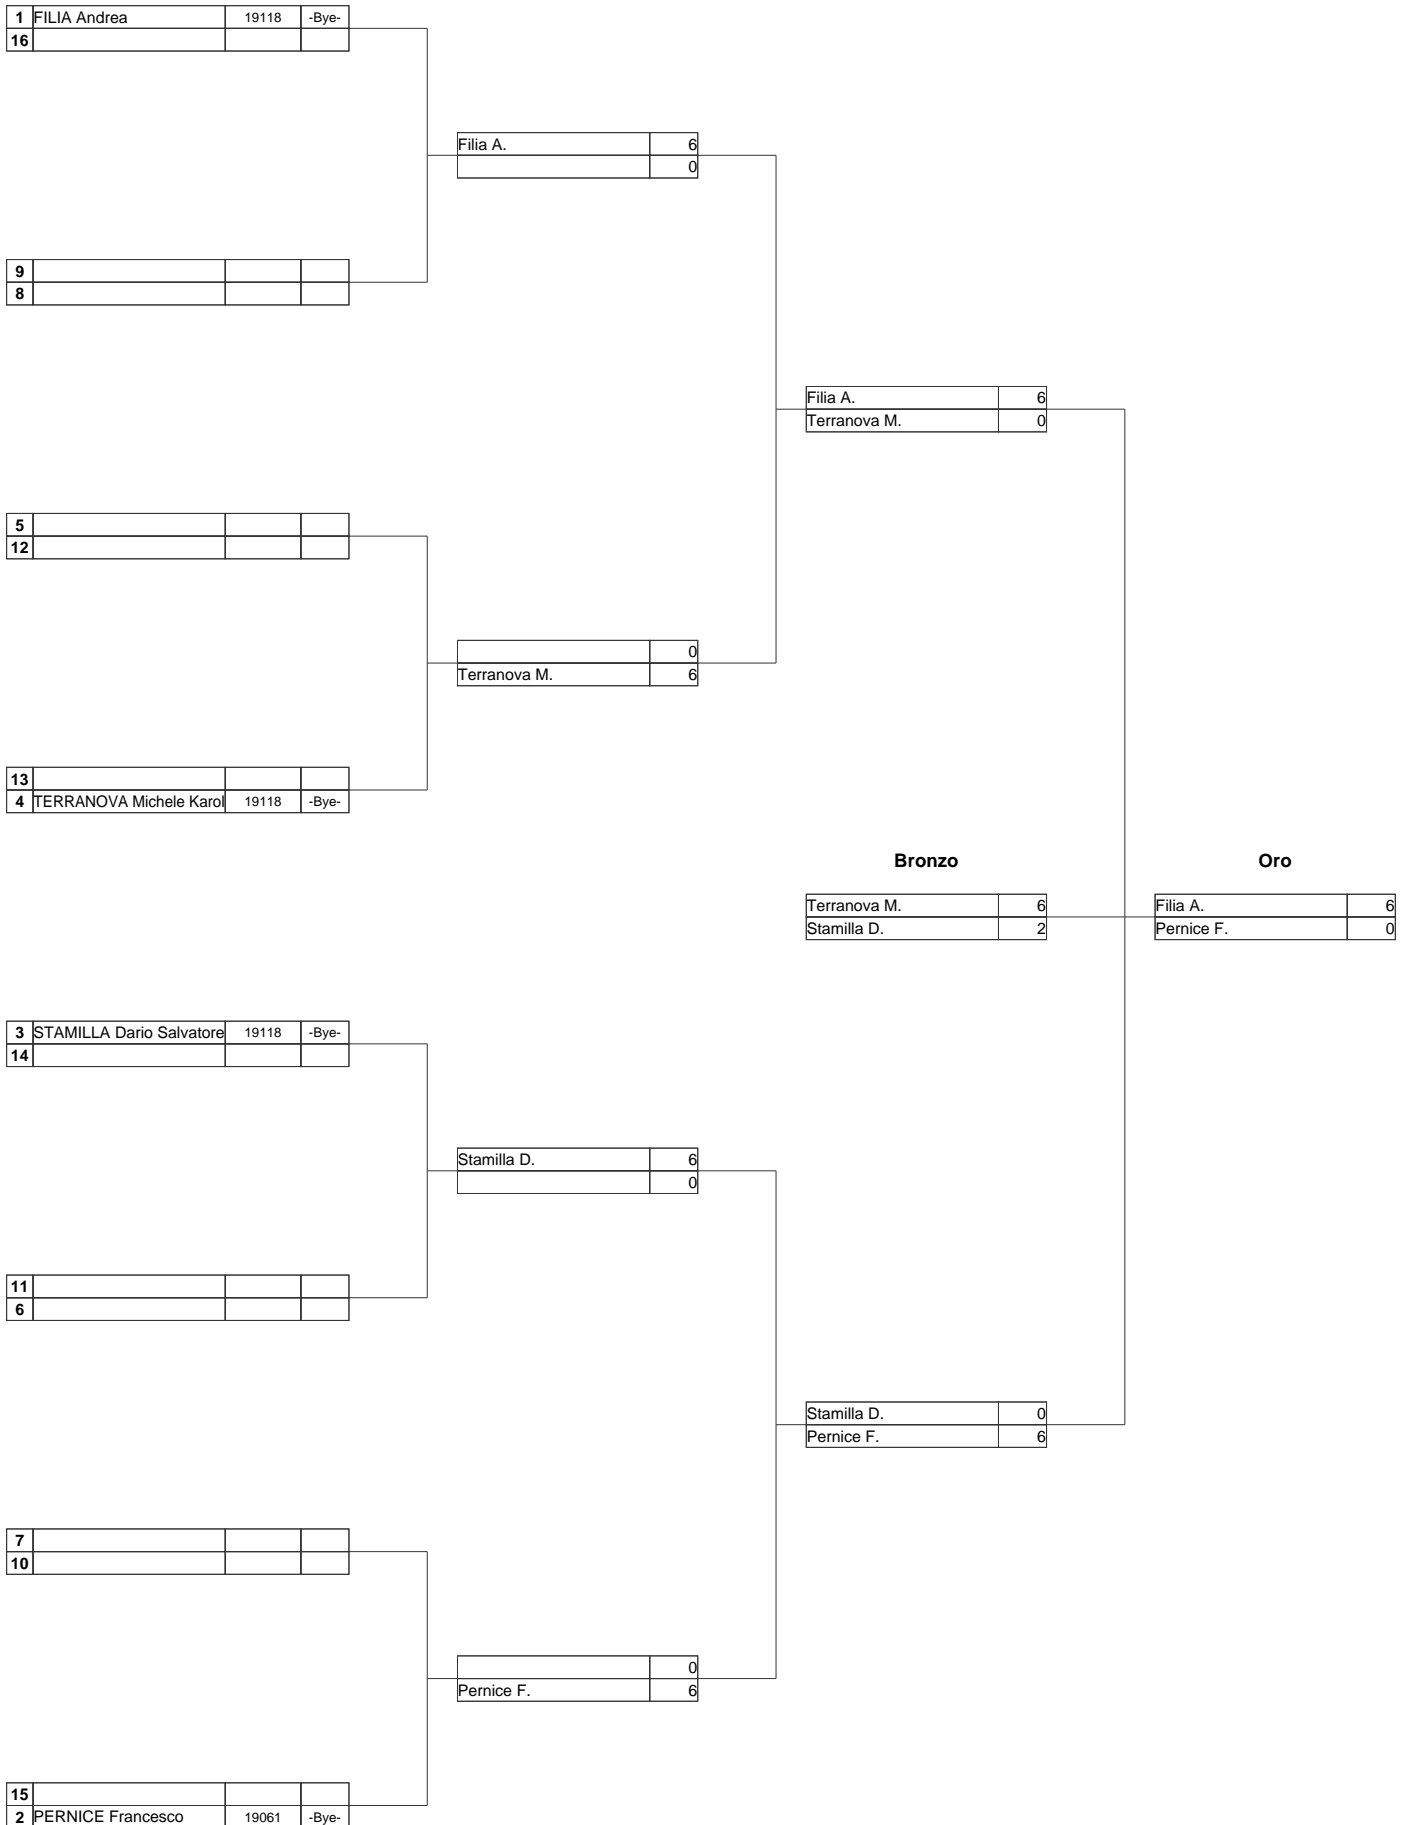 1 FILIA Andrea 19118 -Bye-
16
Filia A. 6
0
9
8
Filia A. 6
Terranova M. 0
5
12
0
Terranova M. 6
13
4 TERRANOVA Michele Karol 19118 -Bye-
Bronzo Oro
Terranova M. 6 Filia A. 6
Stamilla D. 2 Pernice F. 0
3 STAMILLA Dario Salvatore 19118 -Bye-
14
Stamilla D. 6
0
11
6
Stamilla D. 0
Pernice F. 6
7
10
0
Pernice F. 6
15
2 PERNICE Francesco 19061 -Bye-